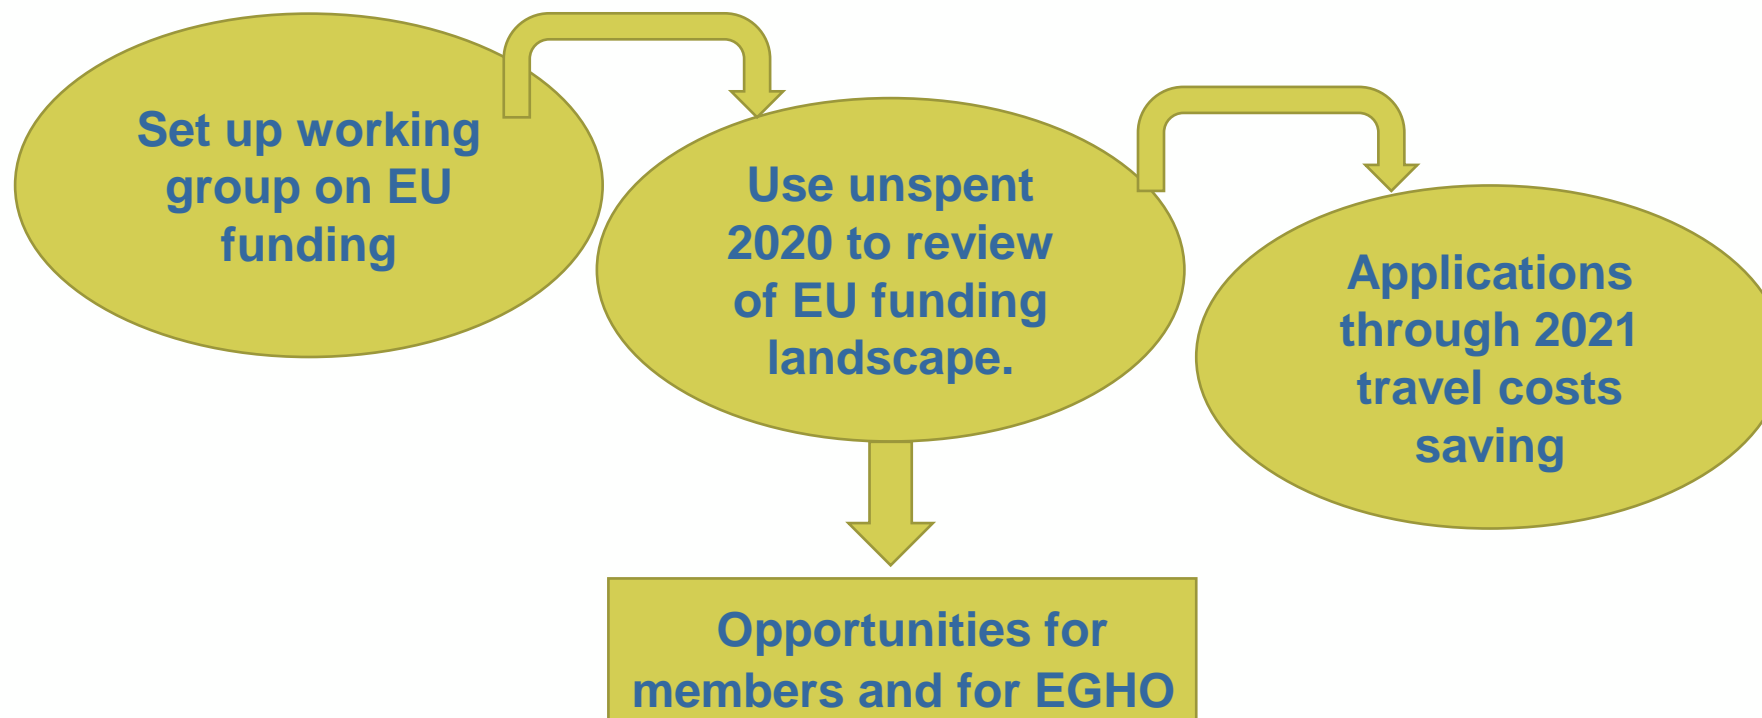 Set up working
group on EU
funding
Use unspent
2020 to review
of EU funding
landscape.
Applications
through 2021
travel costs
saving
Opportunities for
members and for EGHO